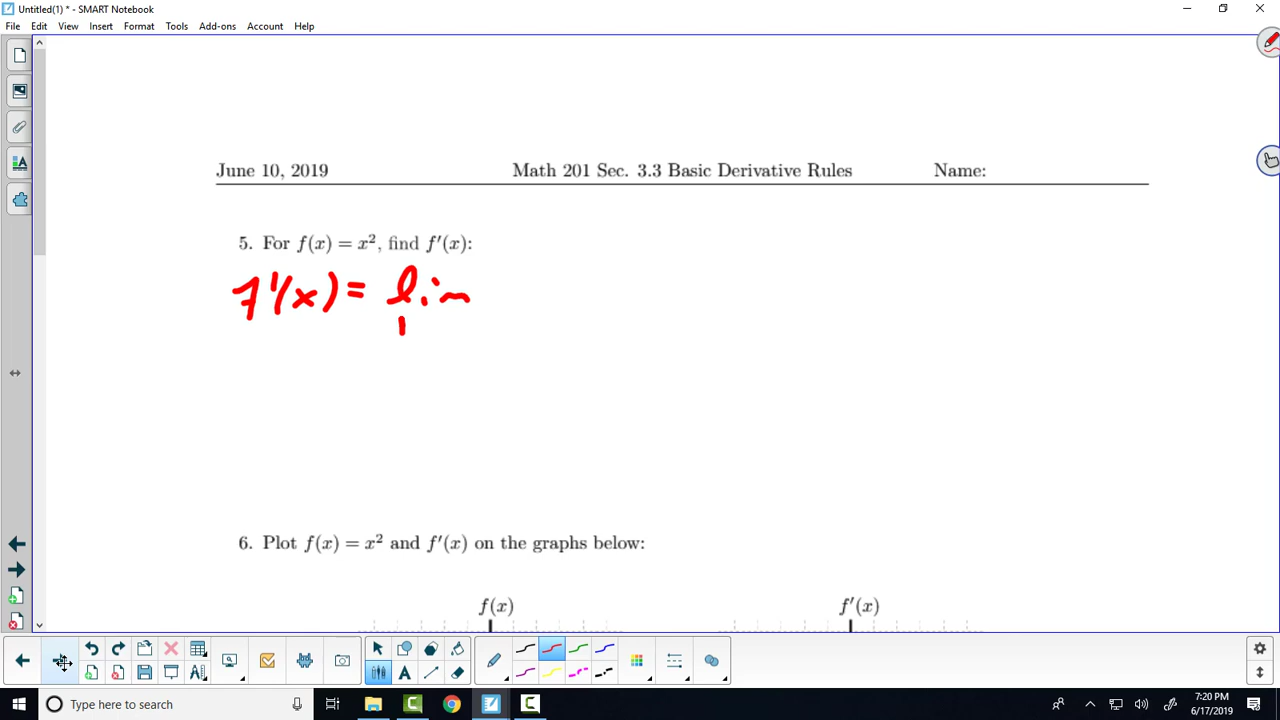 Untitled(1) * - SMART Notebook
File Edit View Insert Format Tools Add-ons Account Help
June 10, 2019 Math 201 Sec. 3.3 Basic Derivative Rules Name:
5. For f(x) = x², find f′(x):
f'(x) = lim
6. Plot f(x) = x² and f′(x) on the graphs below:
f(x) f′(x)
Type here to search
7:20 PM
6/17/2019